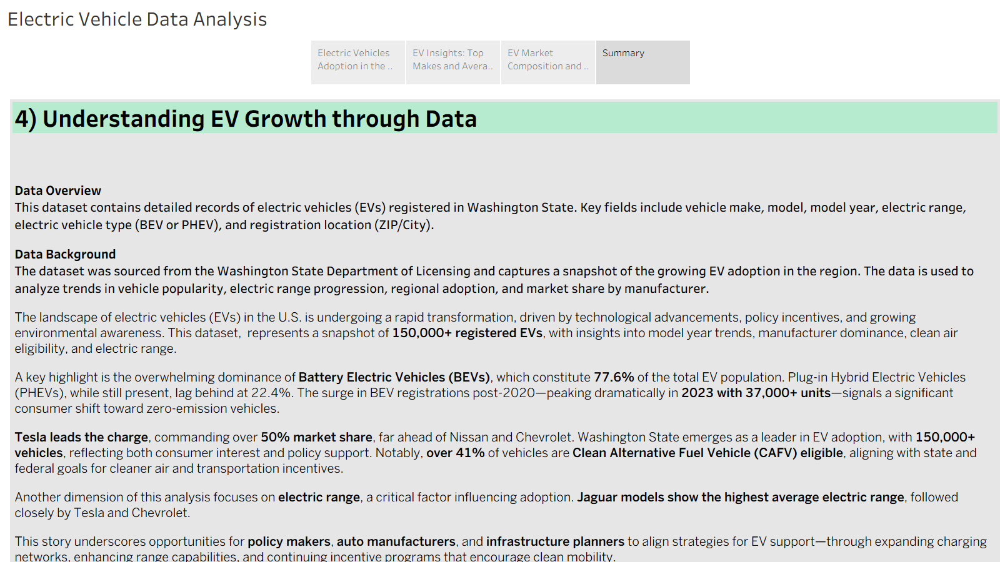 Electric Vehicle Data Analysis
Electric Vehicles
Adoption in the ..
EV Insights: Top
Makes and Avera..
EV Market
Composition and ..
Summary
4) Understanding EV Growth through Data
Data Overview
This dataset contains detailed records of electric vehicles (EVs) registered in Washington State. Key fields include vehicle make, model, model year, electric range,
electric vehicle type (BEV or PHEV), and registration location (ZIP/City).
Data Background
The dataset was sourced from the Washington State Department of Licensing and captures a snapshot of the growing EV adoption in the region. The data is used to
analyze trends in vehicle popularity, electric range progression, regional adoption, and market share by manufacturer.
The landscape of electric vehicles (EVs) in the U.S. is undergoing a rapid transformation, driven by technological advancements, policy incentives, and growing
environmental awareness. This dataset,  represents a snapshot of 150,000+ registered EVs, with insights into model year trends, manufacturer dominance, clean air
eligibility, and electric range.
A key highlight is the overwhelming dominance of Battery Electric Vehicles (BEVs), which constitute 77.6% of the total EV population. Plug-in Hybrid Electric Vehicles
(PHEVs), while still present, lag behind at 22.4%. The surge in BEV registrations post-2020—peaking dramatically in 2023 with 37,000+ units—signals a significant
consumer shift toward zero-emission vehicles.
Tesla leads the charge, commanding over 50% market share, far ahead of Nissan and Chevrolet. Washington State emerges as a leader in EV adoption, with 150,000+
vehicles, reflecting both consumer interest and policy support. Notably, over 41% of vehicles are Clean Alternative Fuel Vehicle (CAFV) eligible, aligning with state and
federal goals for cleaner air and transportation incentives.
Another dimension of this analysis focuses on electric range, a critical factor influencing adoption. Jaguar models show the highest average electric range, followed
closely by Tesla and Chevrolet.
This story underscores opportunities for policy makers, auto manufacturers, and infrastructure planners to align strategies for EV support—through expanding charging
networks, enhancing range capabilities, and continuing incentive programs that encourage clean mobility.